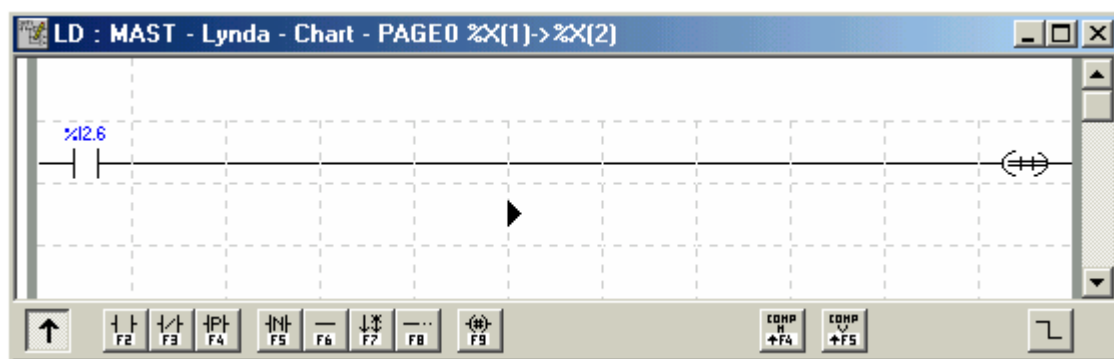 LD : MAST - Lynda - Chart - PAGE0 %X(1)->%X(2)
%I2.6
F2 F3 P F4 N F5 F6 F7 F8 # F9 COMP H ↑F4 COMP V ↑F5